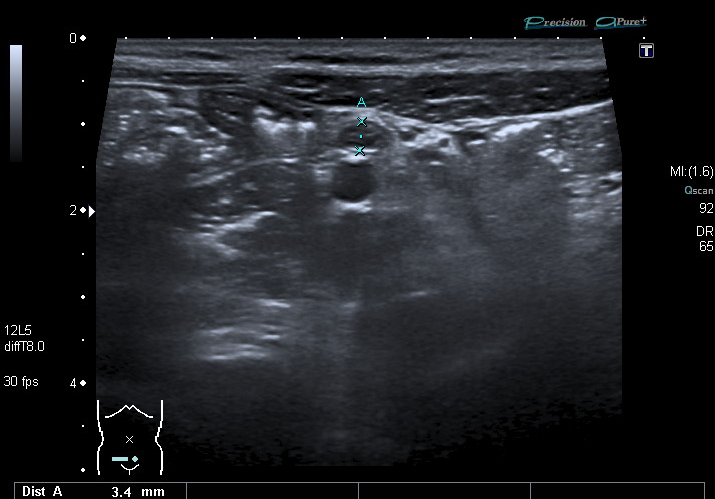 Precision aPure+
0
T
A
MI:(1.6)
Qscan
92
DR
65
2
12L5
diffT8.0
30 fps
4
Dist A 3.4 mm